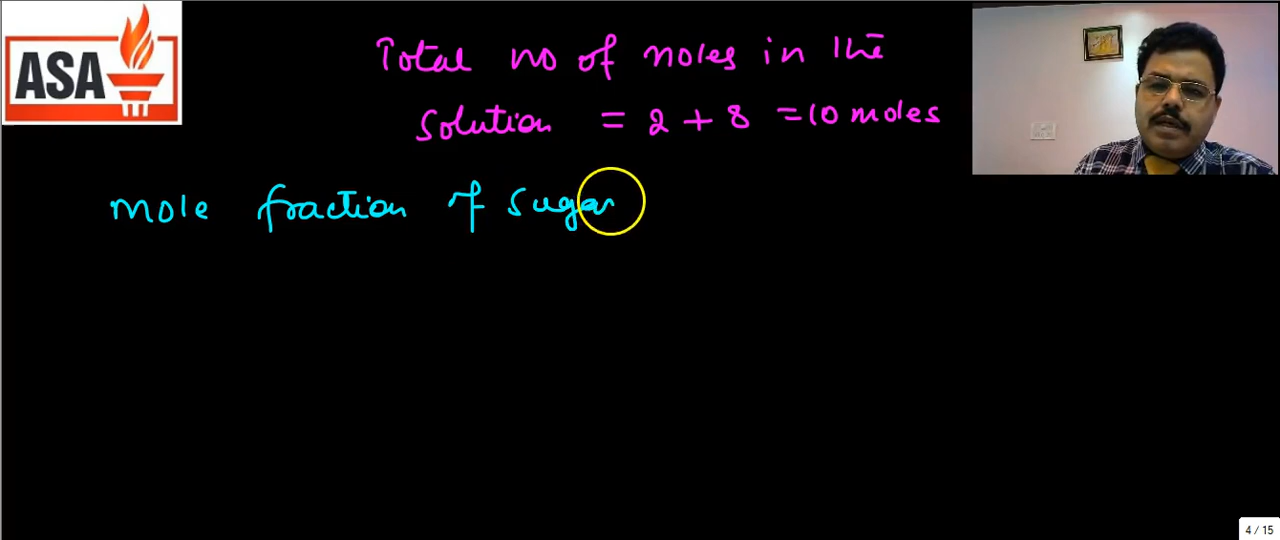 ASA
Total no of moles in the
Solution = 2 + 8 = 10 moles
mole fraction of sugar
4 / 15